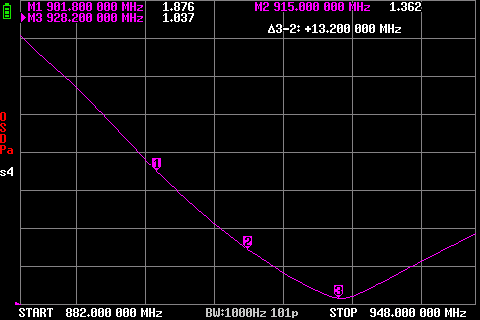 M1 901.800 000 MHz 1.876 M2 915.000 000 MHz 1.362
M3 928.200 000 MHz 1.037
Δ3-2: +13.200 000 MHz
1
2
3
0
S
D
Pa
s4
START 882.000 000 MHz BW:1000Hz 101p STOP 948.000 000 MHz